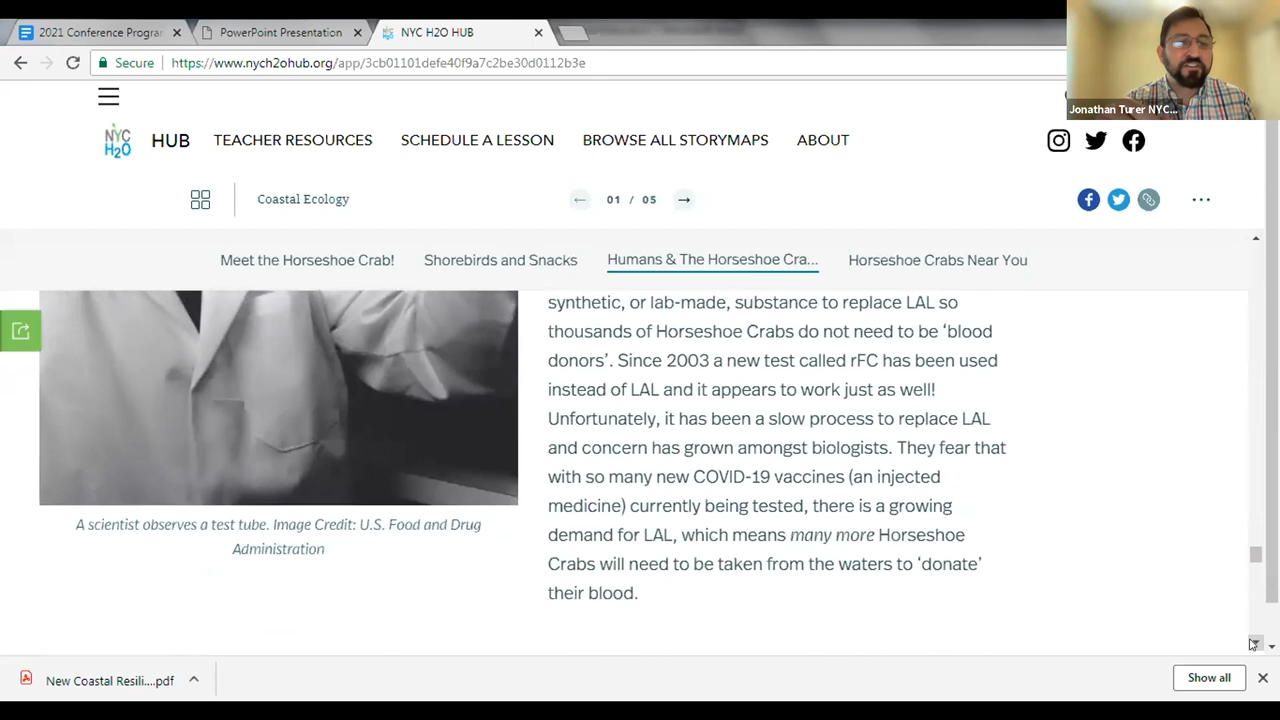 2021 Conference Progra
PowerPoint Presentation
NYC H2O HUB
Secure
https://www.nych2ohub.org/app/3cb01101defe40f9a7c2be30d0112b3e
Jonathan Turer NYC...
NYC
H2O
HUB
TEACHER RESOURCES
SCHEDULE A LESSON
BROWSE ALL STORYMAPS
ABOUT
Coastal Ecology
01 / 05
Meet the Horseshoe Crab!
Shorebirds and Snacks
Humans & The Horseshoe Cra...
Horseshoe Crabs Near You
synthetic, or lab-made, substance to replace LAL so
thousands of Horseshoe Crabs do not need to be ‘blood
donors’. Since 2003 a new test called rFC has been used
instead of LAL and it appears to work just as well!
Unfortunately, it has been a slow process to replace LAL
and concern has grown amongst biologists. They fear that
with so many new COVID-19 vaccines (an injected
medicine) currently being tested, there is a growing
demand for LAL, which means many more Horseshoe
Crabs will need to be taken from the waters to ‘donate’
their blood.
A scientist observes a test tube. Image Credit: U.S. Food and Drug
Administration
New Coastal Resili....pdf
Show all